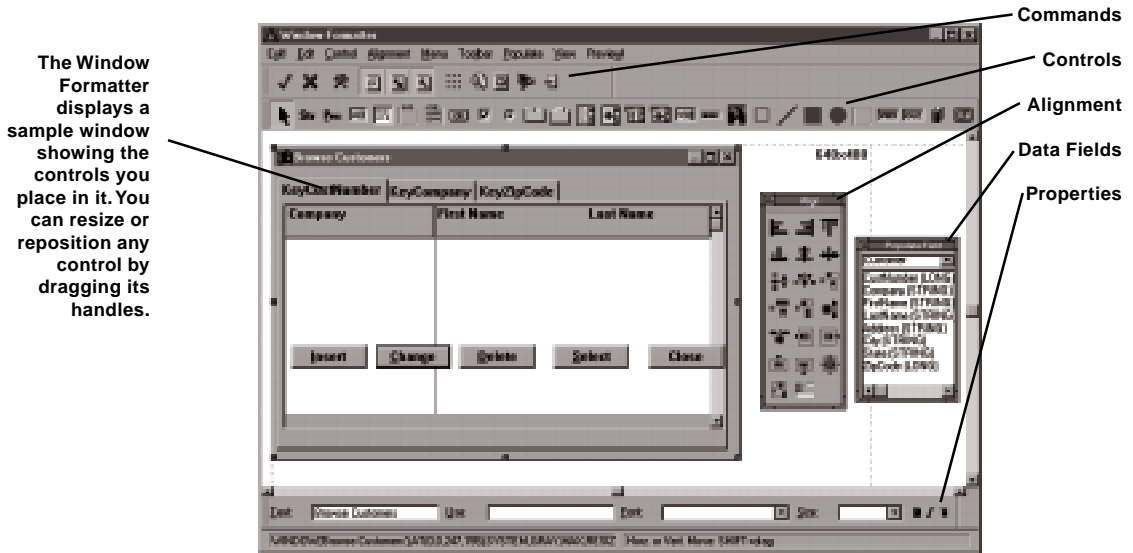 Commands
Controls
Alignment
Data Fields
Properties
The Window
Formatter
displays a
sample window
showing the
controls you
place in it. You
can resize or
reposition any
control by
dragging its
handles.
Window Formatter
Exit Edit Control Alignment Menu Toolbar Populate View Preview!
640x480
Browse Customers
KeyCustNumber KeyCompany KeyZipCode
Company First Name Last Name
Insert Change Delete Select Close
Customer
CustNumber (LONG)
Company (STRING)
FirstName (STRING)
LastName (STRING)
Address (STRING)
City (STRING)
State (STRING)
ZipCode (LONG)
Browse Customers Use: Font: Size: